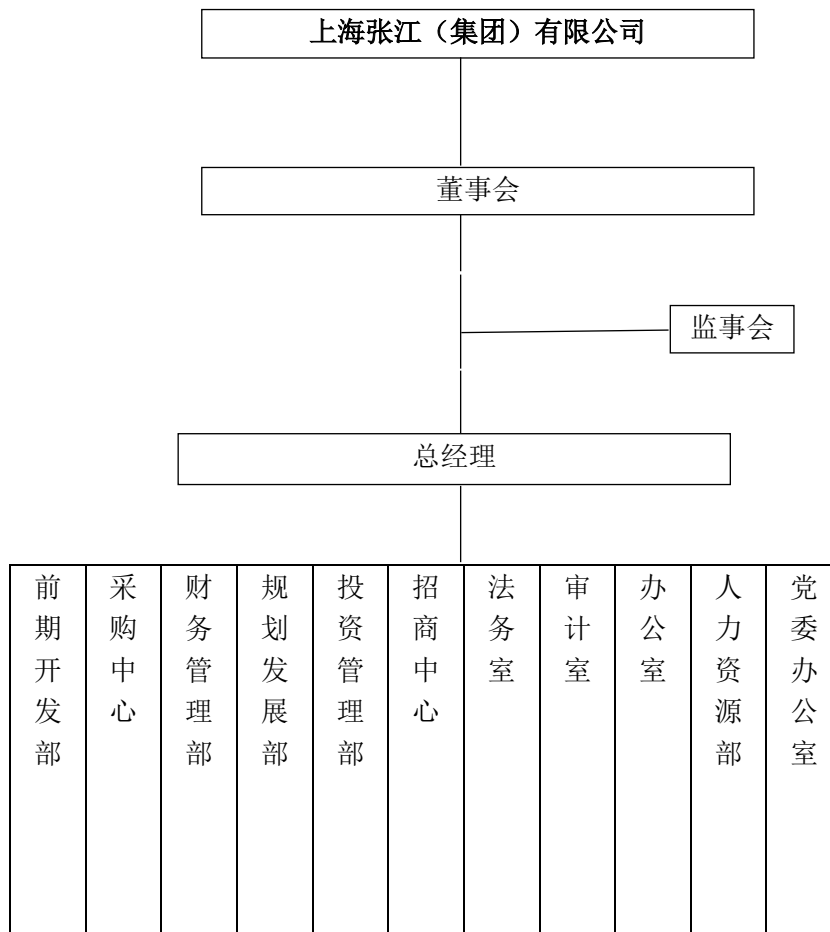 上海张江（集团）有限公司
董事会
监事会
总经理
前期开发部
采购中心
财务管理部
规划发展部
投资管理部
招商中心
法务室
审计室
办公室
人力资源部
党委办公室